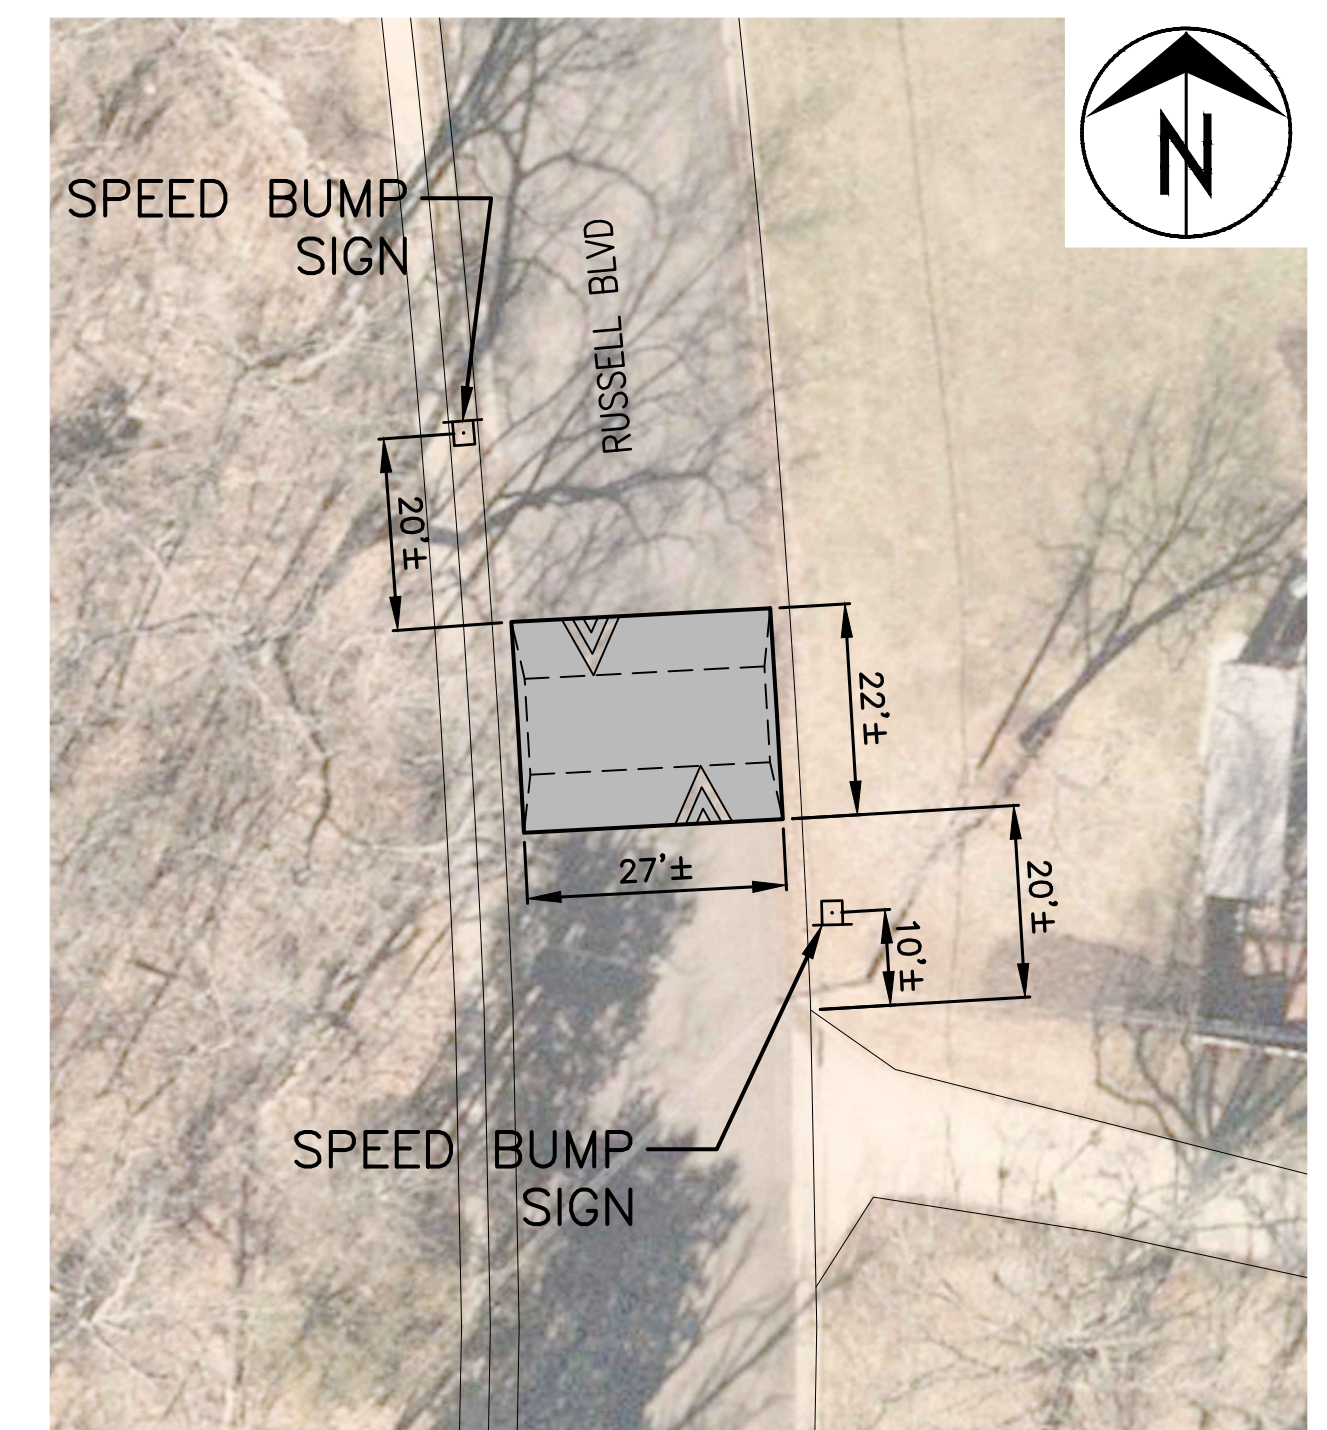 N
SPEED BUMP
SIGN
RUSSELL BLVD
20'±
22'±
27'±
20'±
10'±
SPEED BUMP
SIGN